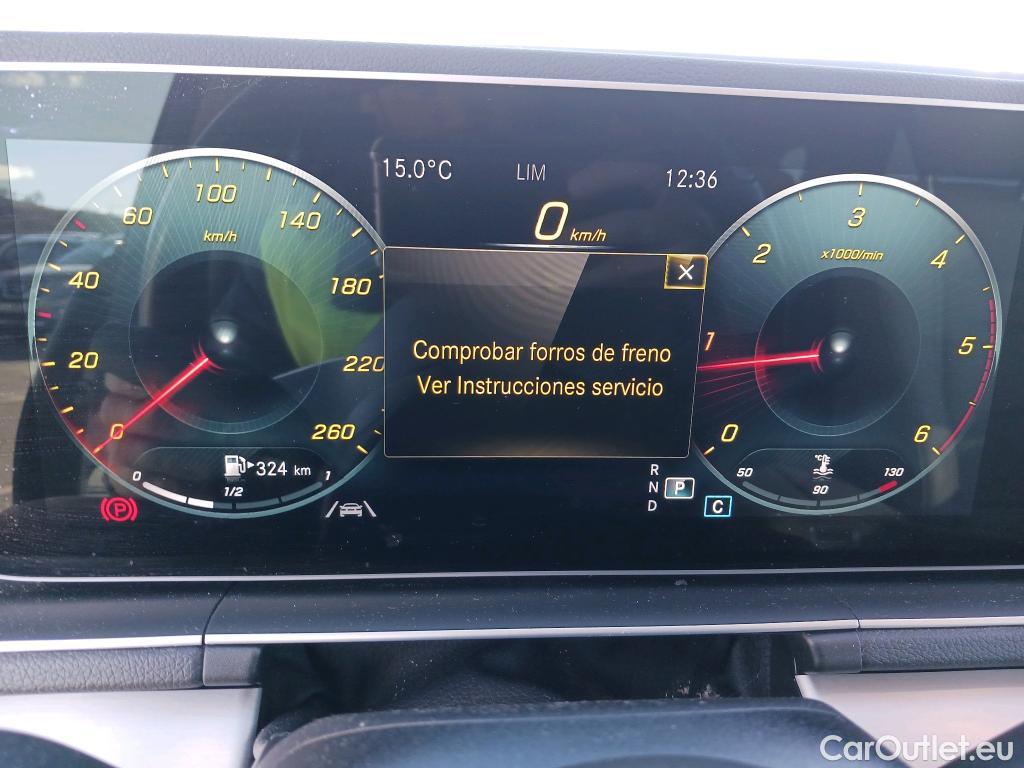 15.0°C LIM 12:36
0 km/h
0 20 40 60 100 140 180 220 260
km/h
Comprobar forros de freno
Ver Instrucciones servicio
X
0 1 2 3 4 5 6
x1000/min
0 1/2 1
324 km
R
N P
D
C
°C
50 90 130
P
CarOutlet.eu